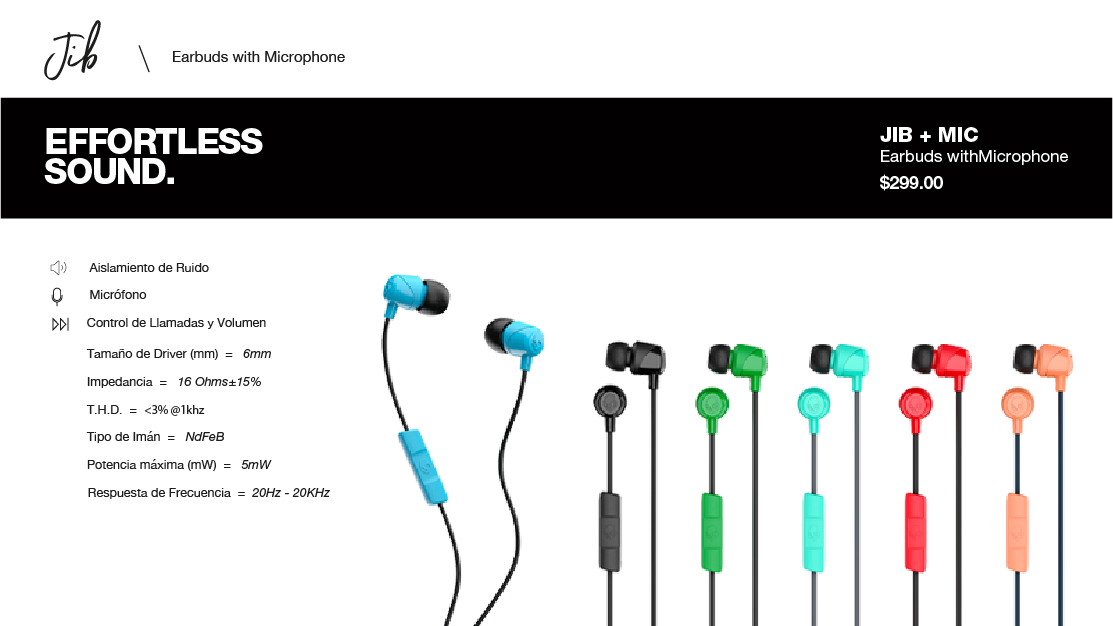 Jib
\
Earbuds with Microphone
EFFORTLESS
SOUND.
JIB + MIC
Earbuds withMicrophone
$299.00
Aislamiento de Ruido
Micrófono
Control de Llamadas y Volumen
Tamaño de Driver (mm) = 6mm
Impedancia = 16 Ohms±15%
T.H.D. = <3% @1khz
Tipo de Imán = NdFeB
Potencia máxima (mW) = 5mW
Respuesta de Frecuencia = 20Hz - 20KHz